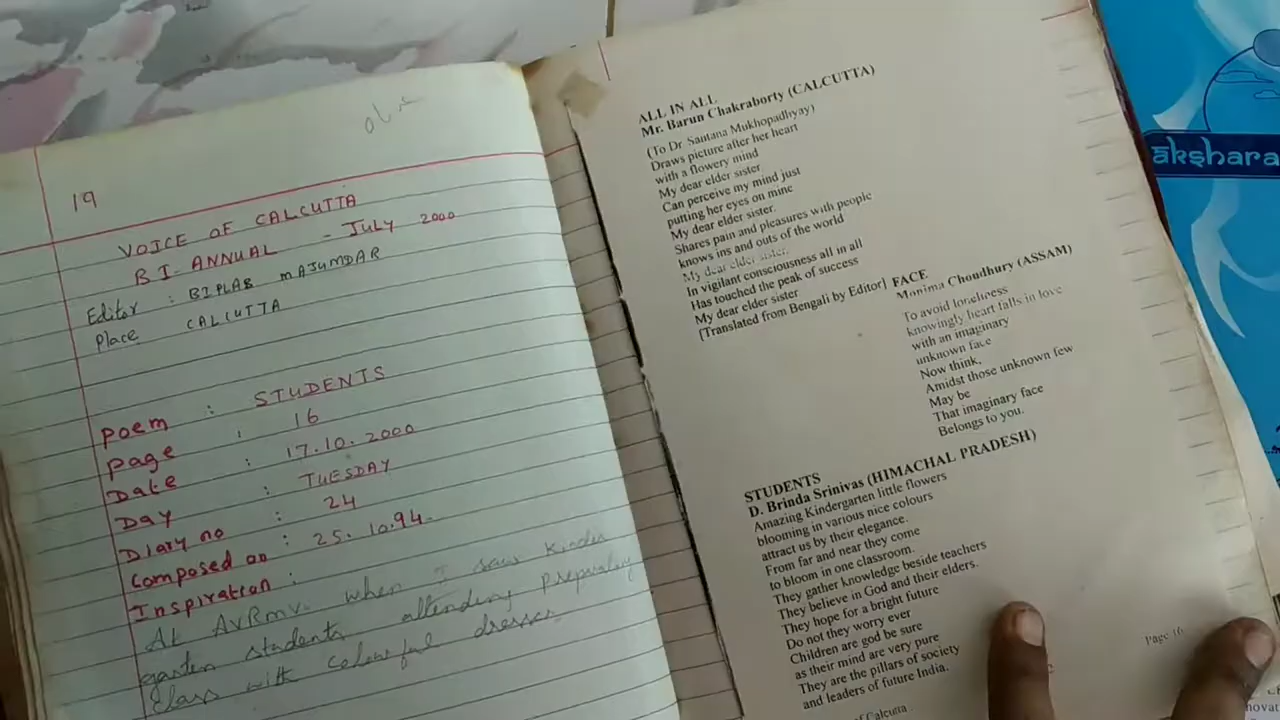 19
VOICE OF CALCUTTA
BI-ANNUAL - JULY 2000
Editor : BIPLAB MAJUMDAR
Place CALCUTTA
Poem : STUDENTS
Page : 16
Date : 17.10.2000
Day : TUESDAY
Diary no : 24
Composed on : 25.10.94.
Inspiration :
At AVRMV. when I saw kinder
garten students attending preparatory
class with colourful dresses.
ALL IN ALL
Mr. Barun Chakraborty (CALCUTTA)
(To Dr. Santana Mukhopadhyay)
Draws picture after her heart
with a flowery mind
My dear elder sister
Can perceive my mind just
putting her eyes on mine
My dear elder sister.
Shares pain and pleasures with people
knows ins and outs of the world
My dear elder sister.
In vigilant consciousness all in all
Has touched the peak of success
My dear elder sister
[Translated from Bengali by Editor]
FACE
Monima Choudhury (ASSAM)
To avoid loneliness
knowingly heart falls in love
with an imaginary
unknown face
Now think,
Amidst those unknown few
May be
That imaginary face
Belongs to you.
STUDENTS
D. Brinda Srinivas (HIMACHAL PRADESH)
Amazing Kindergarten little flowers
blooming in various nice colours
attract us by their elegance.
From far and near they come
to bloom in one classroom.
They gather knowledge beside teachers
They believe in God and their elders.
They hope for a bright future
Do not they worry ever
Children are god be sure
as their mind are very pure
They are the pillars of society
and leaders of future India.
Page 16
of Calcutta
akshara